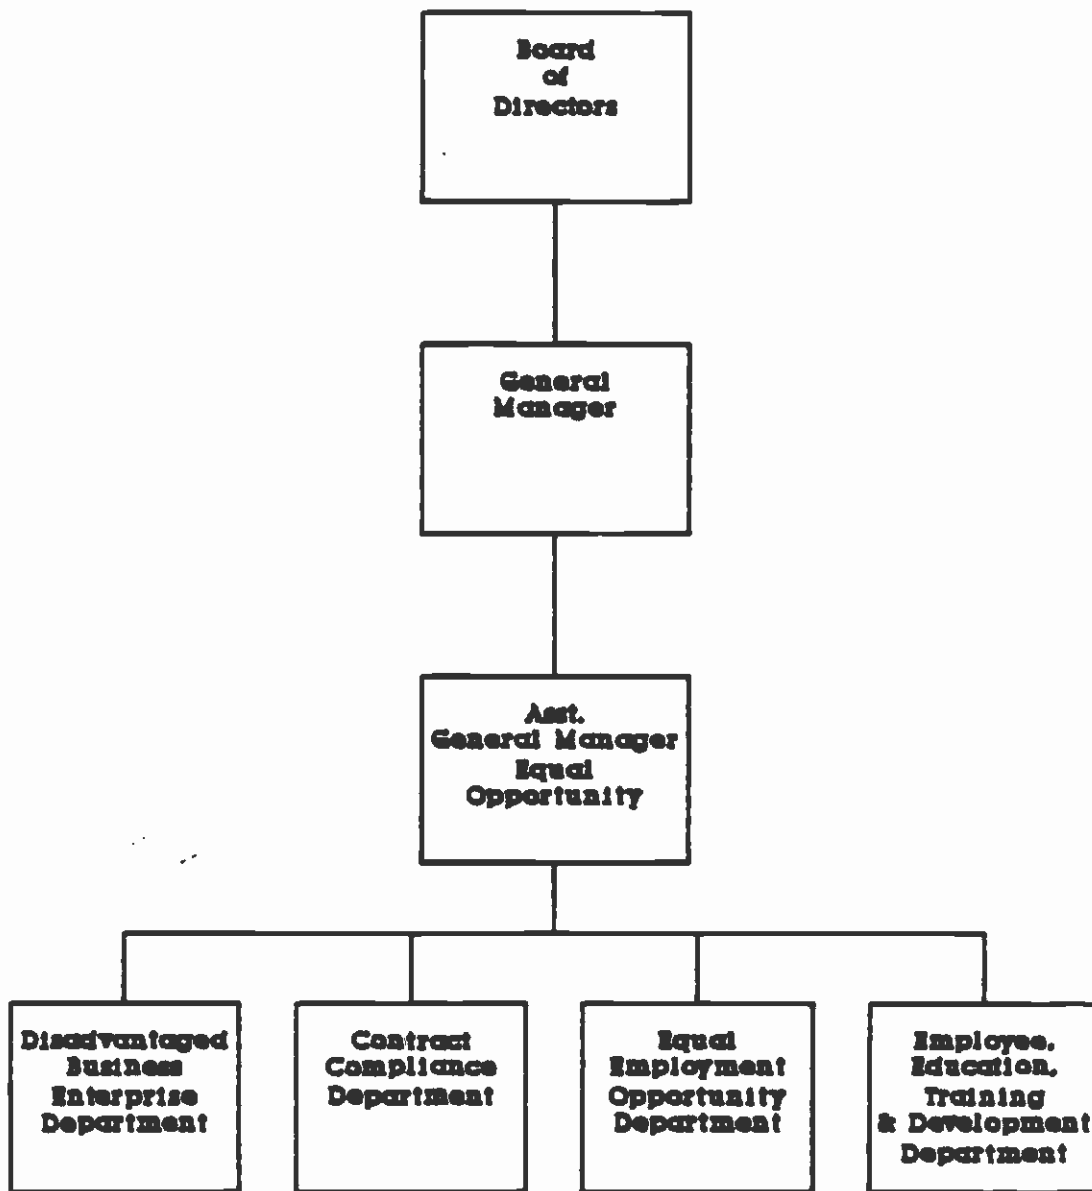 Board
of
Directors
General
Manager
Asst.
General Manager
Equal
Opportunity
Disadvantaged
Business
Enterprise
Department
Contract
Compliance
Department
Equal
Employment
Opportunity
Department
Employee,
Education,
Training
& Development
Department